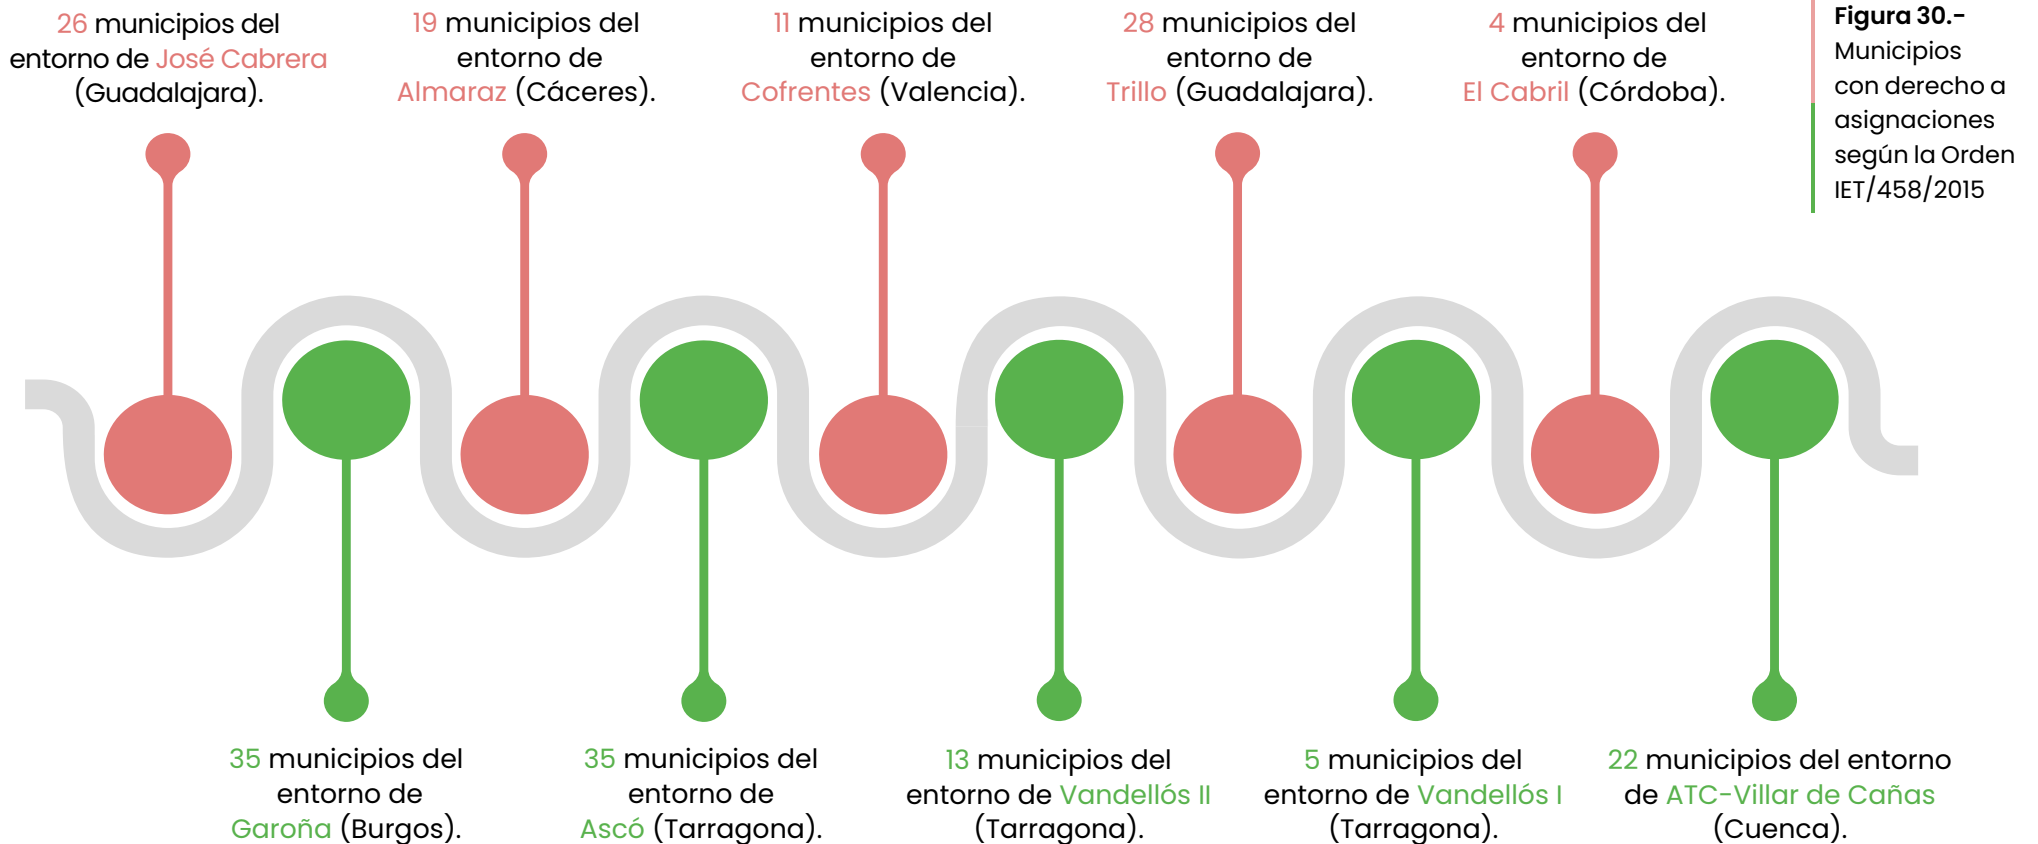 26 municipios del
entorno de José Cabrera
(Guadalajara).
19 municipios del
entorno de
Almaraz (Cáceres).
11 municipios del
entorno de
Cofrentes (Valencia).
28 municipios del
entorno de
Trillo (Guadalajara).
4 municipios del
entorno de
El Cabril (Córdoba).
Figura 30.-
Municipios
con derecho a
asignaciones
según la Orden
IET/458/2015
35 municipios del
entorno de
Garoña (Burgos).
35 municipios del
entorno de
Ascó (Tarragona).
13 municipios del
entorno de Vandellós II
(Tarragona).
5 municipios del
entorno de Vandellós I
(Tarragona).
22 municipios del entorno
de ATC-Villar de Cañas
(Cuenca).